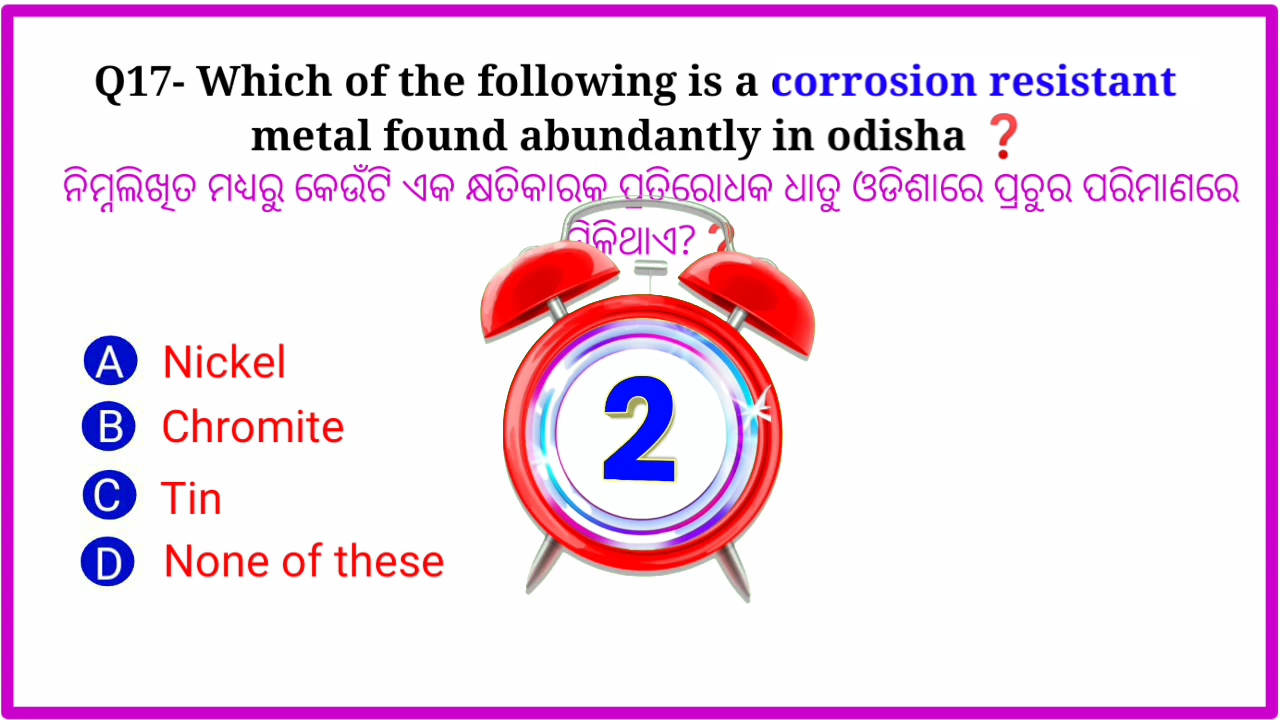 Q17- Which of the following is a corrosion resistant
metal found abundantly in odisha ❓
ନିମ୍ନଲିଖିତ ମଧ୍ୟରୁ କେଉଁଟି ଏକ କ୍ଷତିକାରକ ପ୍ରତିରୋଧକ ଧାତୁ ଓଡିଶାରେ ପ୍ରଚୁର ପରିମାଣରେ
ମିଳିଥାଏ? ❓
A Nickel
B Chromite
C Tin
D None of these
2